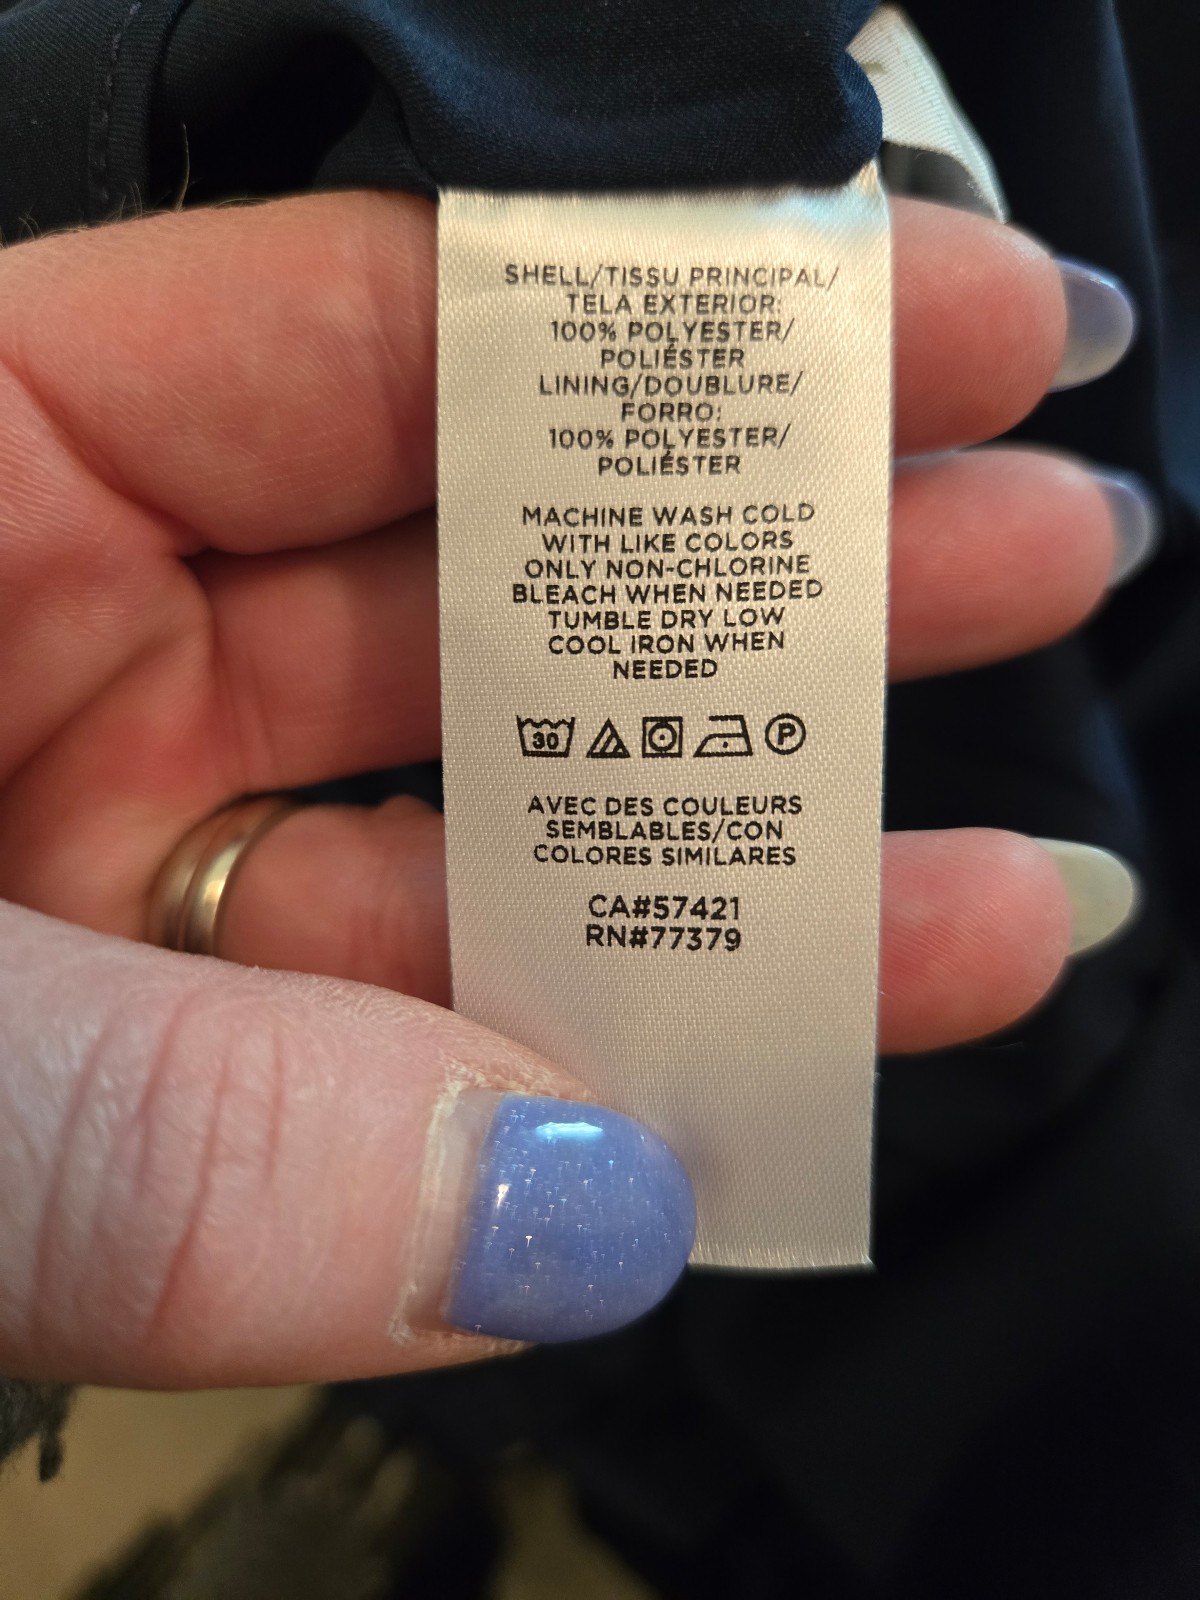 SHELL/TISSU PRINCIPAL/
TELA EXTERIOR:
100% POLYESTER/
POLIÉSTER
LINING/DOUBLURE/
FORRO:
100% POLYESTER/
POLIÉSTER
MACHINE WASH COLD
WITH LIKE COLORS
ONLY NON-CHLORINE
BLEACH WHEN NEEDED
TUMBLE DRY LOW
COOL IRON WHEN
NEEDED
30 P
AVEC DES COULEURS
SEMBLABLES/CON
COLORES SIMILARES
CA#57421
RN#77379